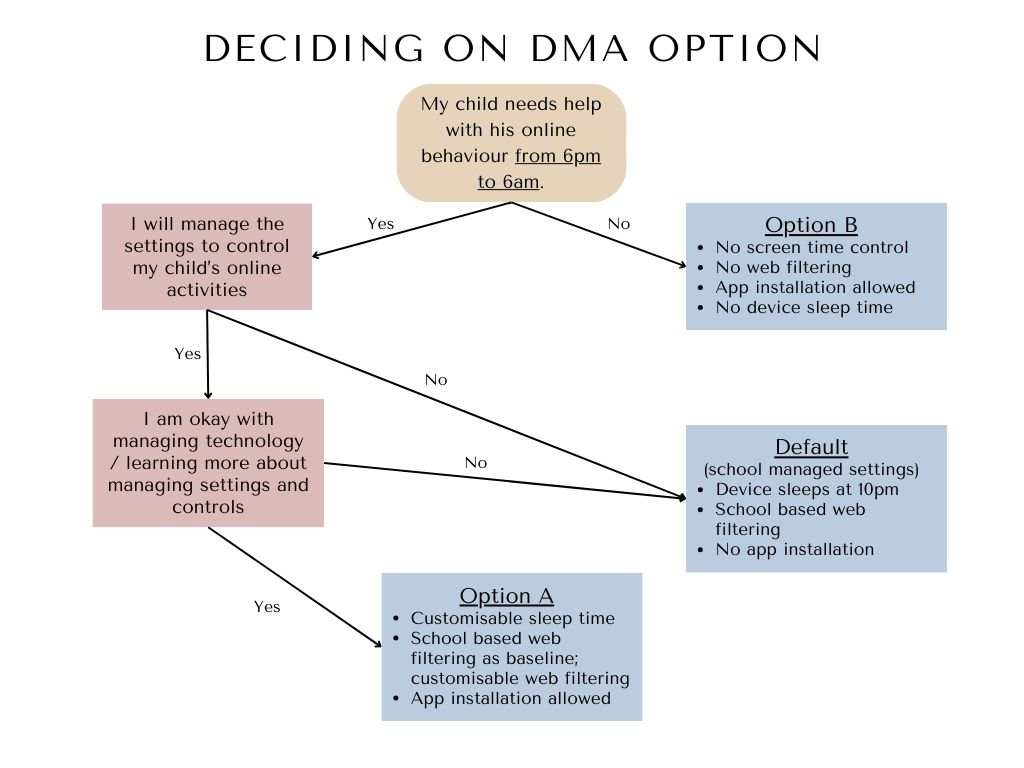 DECIDING ON DMA OPTION
My child needs help
with his online
behaviour from 6pm
to 6am.
Yes
No
I will manage the
settings to control
my child's online
activities
Option B
• No screen time control
• No web filtering
• App installation allowed
• No device sleep time
Yes
No
I am okay with
managing technology
/ learning more about
managing settings and
controls
No
Default
(school managed settings)
• Device sleeps at 10pm
• School based web
filtering
• No app installation
Yes
Option A
• Customisable sleep time
• School based web
filtering as baseline;
customisable web filtering
• App installation allowed